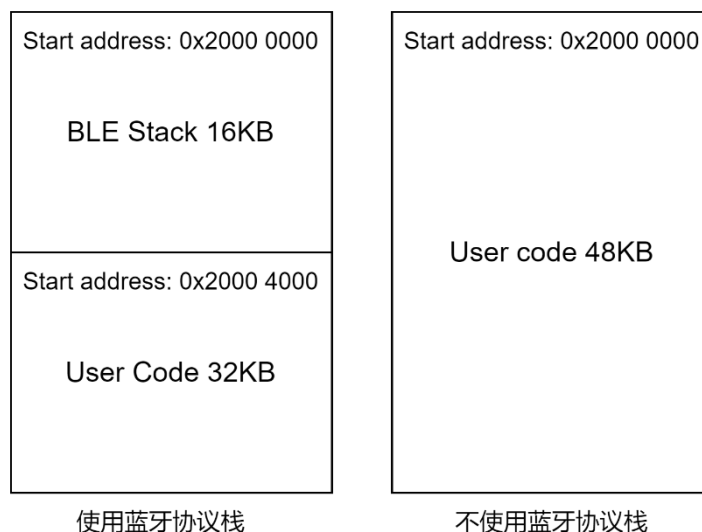 Start address: 0x2000 0000
BLE Stack 16KB
Start address: 0x2000 4000
User Code 32KB
使用蓝牙协议栈
Start address: 0x2000 0000
User code 48KB
不使用蓝牙协议栈